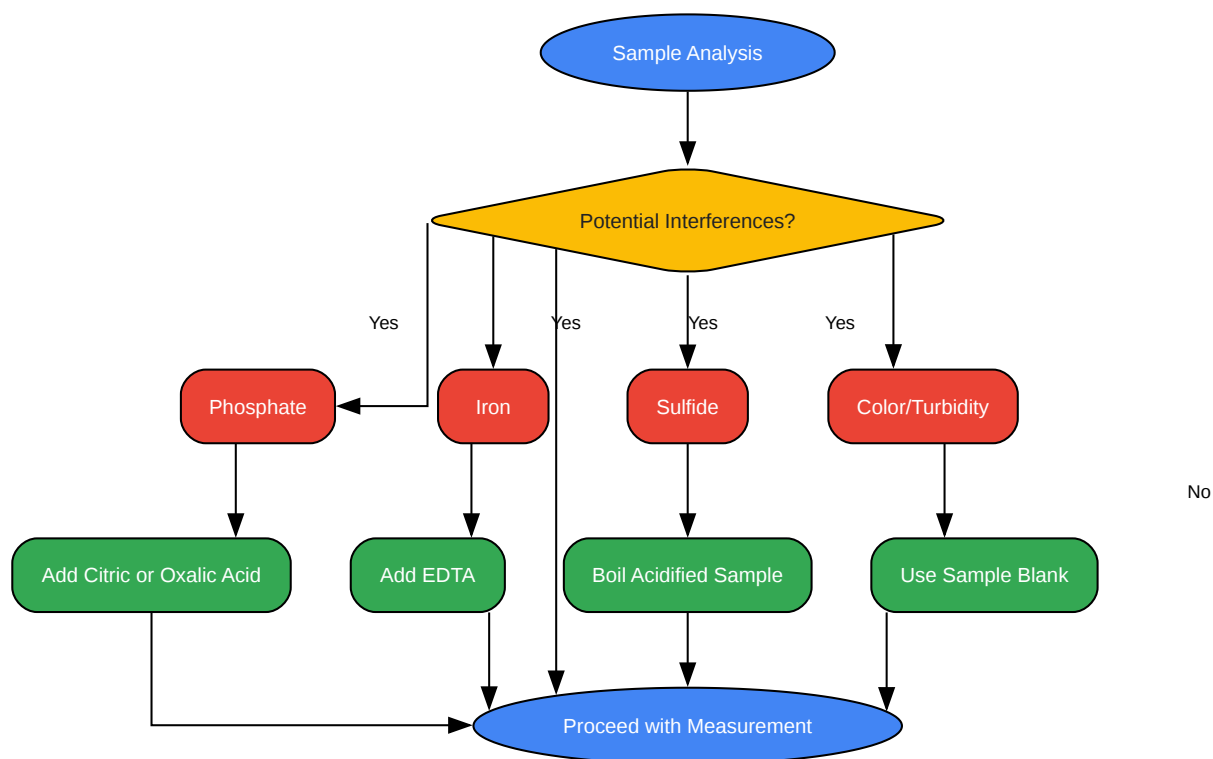 Sample Analysis
Potential Interferences?
Yes
Yes
Yes
Yes
Phosphate
Iron
Sulfide
Color/Turbidity
No
Add Citric or Oxalic Acid
Add EDTA
Boil Acidified Sample
Use Sample Blank
Proceed with Measurement